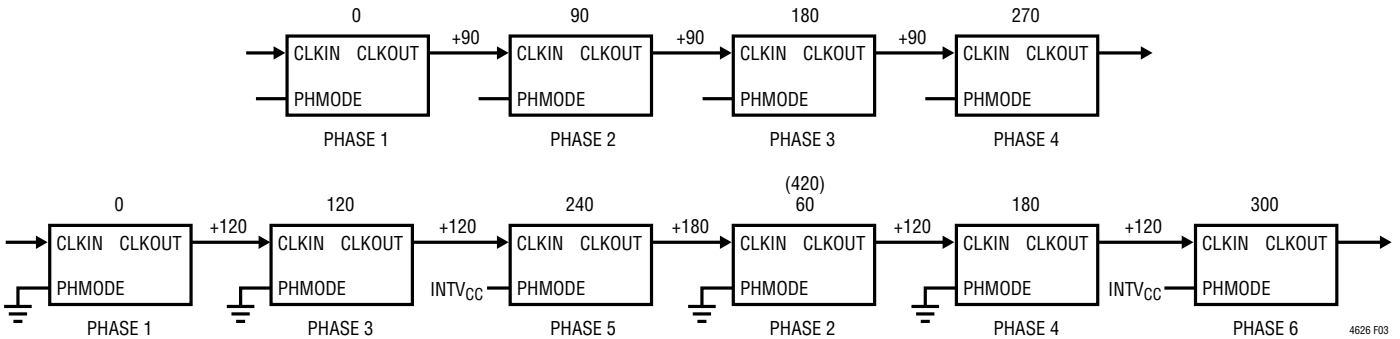 0 90 180 270
CLKIN CLKOUT +90 CLKIN CLKOUT +90 CLKIN CLKOUT +90 CLKIN CLKOUT
PHMODE PHMODE PHMODE PHMODE
PHASE 1 PHASE 2 PHASE 3 PHASE 4
(420)
0 120 240 60 180 300
CLKIN CLKOUT +120 CLKIN CLKOUT +120 CLKIN CLKOUT +180 CLKIN CLKOUT +120 CLKIN CLKOUT +120 CLKIN CLKOUT
PHMODE PHMODE INTVCC PHMODE PHMODE PHMODE INTVCC PHMODE
PHASE 1 PHASE 3 PHASE 5 PHASE 2 PHASE 4 PHASE 6 4626 F03